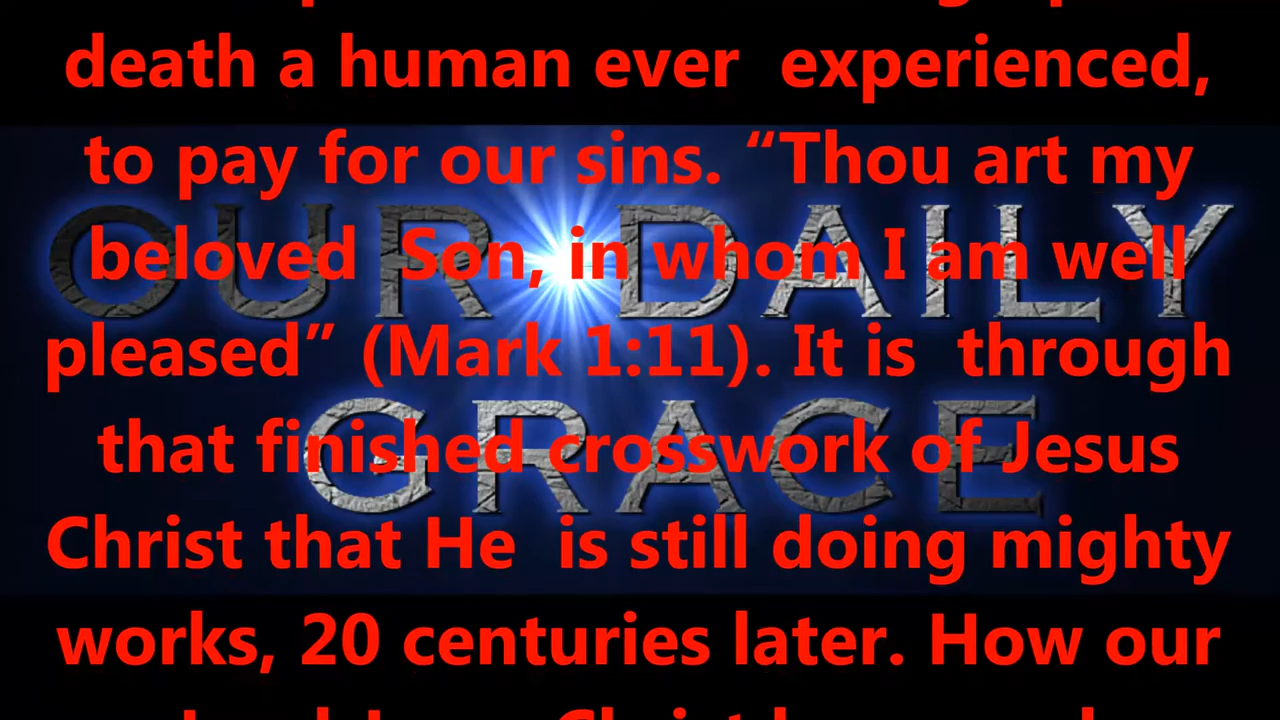 death a human ever experienced,
to pay for our sins. “Thou art my
beloved Son, in whom I am well
pleased” (Mark 1:11). It is through
that finished crosswork of Jesus
Christ that He is still doing mighty
works, 20 centuries later. How our
OUR DAILY
GRACE